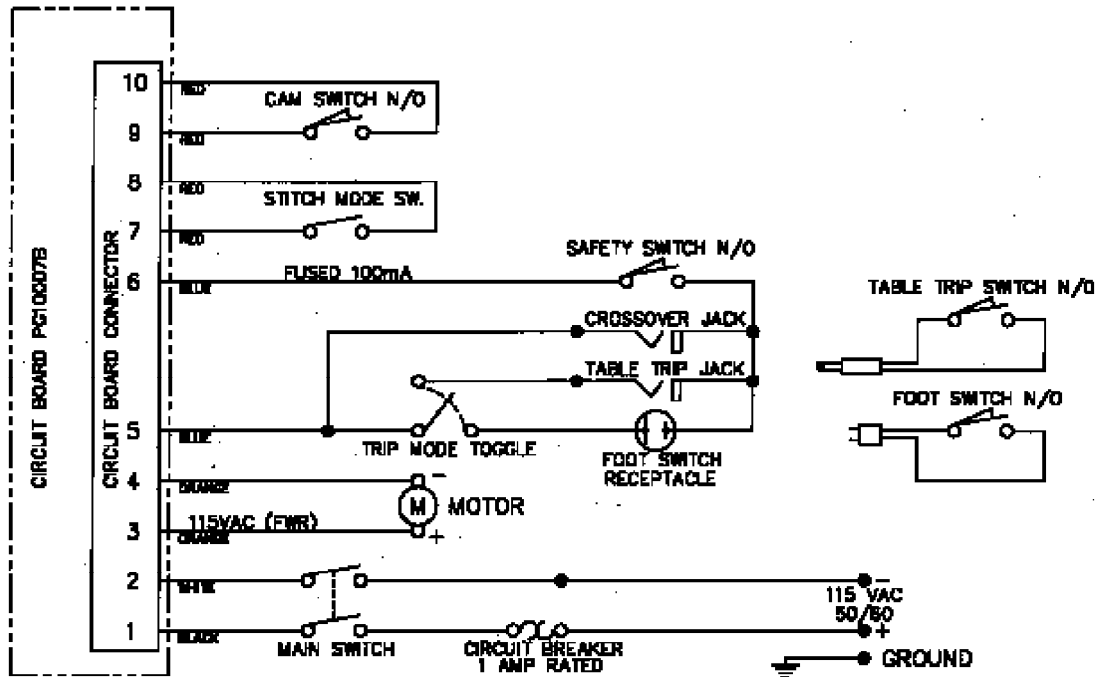 10
RED
CAM SWITCH N/O
9
RED
8
RED
STITCH MODE SW.
7
RED
SAFETY SWITCH N/O
6
BLUE
FUSED 100mA
TABLE TRIP SWITCH N/O
CROSSOVER JACK
TABLE TRIP JACK
FOOT SWITCH N/O
5
BLUE
TRIP MODE TOGGLE
FOOT SWITCH
RECEPTACLE
4
ORANGE
-
M MOTOR
115VAC (FWR)
3
ORANGE
+
2
WHITE
-
115 VAC
50/60
1
BLACK
+
MAIN SWITCH
CIRCUIT BREAKER
1 AMP RATED
GROUND
CIRCUIT BOARD PG10007B
CIRCUIT BOARD CONNECTOR